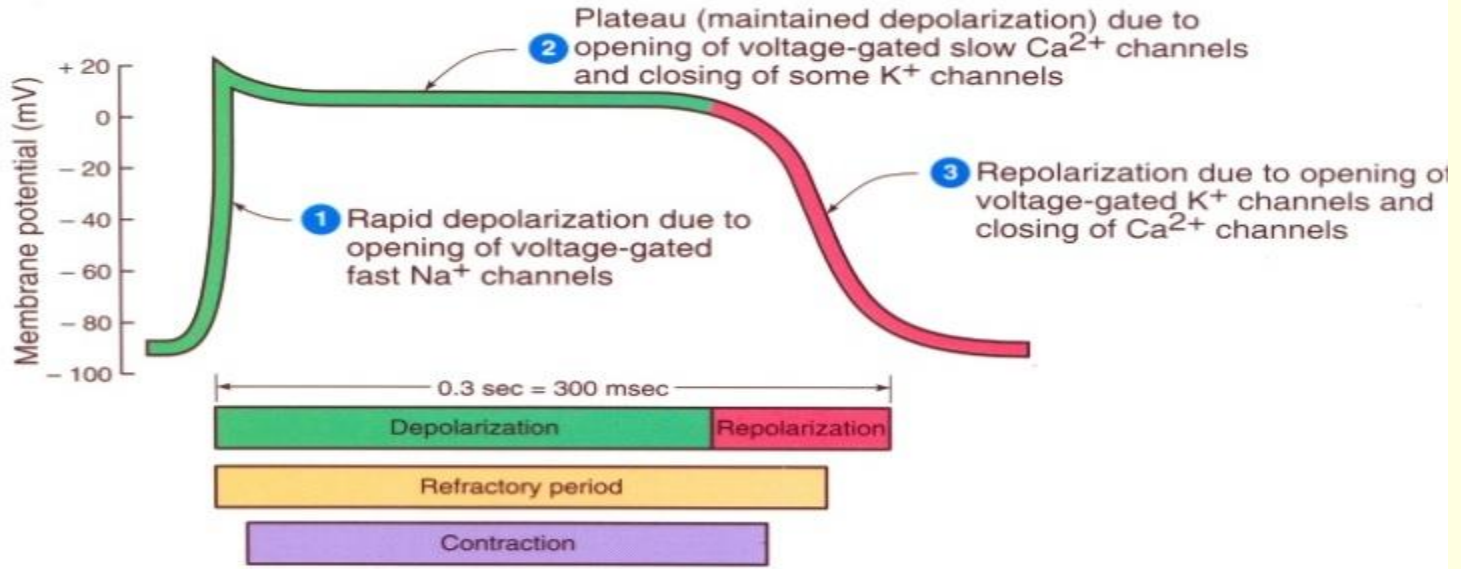 Plateau (maintained depolarization) due to
2 opening of voltage-gated slow Ca2+ channels
and closing of some K+ channels
Membrane potential (mV)
+ 20
0
– 20
– 40
– 60
– 80
– 100
1 Rapid depolarization due to
opening of voltage-gated
fast Na+ channels
3 Repolarization due to opening of
voltage-gated K+ channels and
closing of Ca2+ channels
0.3 sec = 300 msec
Depolarization
Repolarization
Refractory period
Contraction